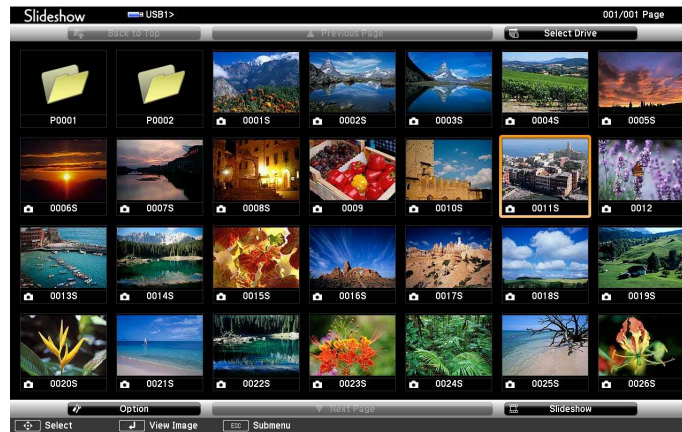 Slideshow USB1> 001/001 Page
Back to Top Previous Page Select Drive
P0001 P0002 0001S 0002S 0003S 0004S 0005S
0006S 0007S 0008S 0009 0010S 0011S 0012
0013S 0014S 0015S 0016S 0017S 0018S 0019S
0020S 0021S 0022S 0023S 0024S 0025S 0026S
Option Next Page Slideshow
Select View Image ESC Submenu